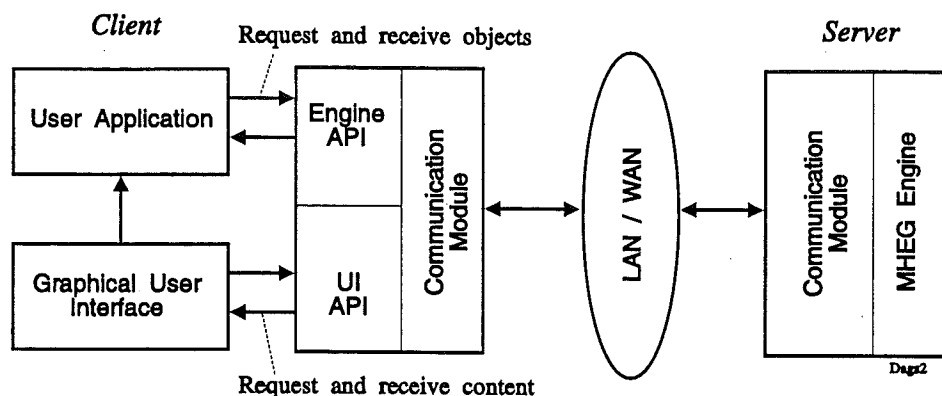 Client
Request and receive objects
Server
User Application
Engine
API
Communication
Module
LAN / WAN
Communication
Module
MHEG Engine
Graphical User
Interface
UI
API
Request and receive content
Dagz2